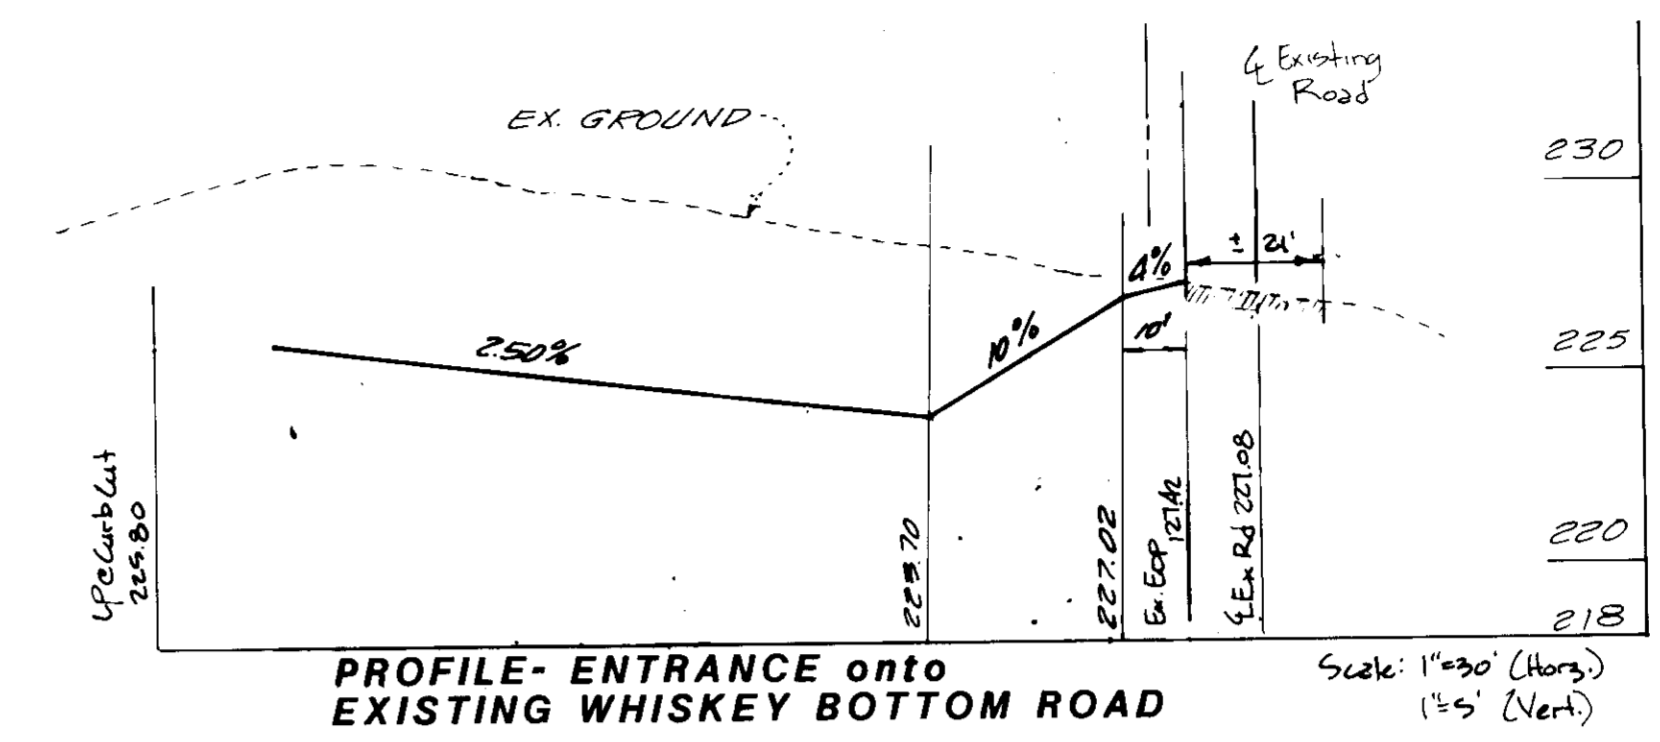 ℄ Existing
Road
EX. GROUND
230
4%
± 21'
10%
10'
2.50%
225
LP @ Curb Cut
225.80
223.70
227.02
Ex. EOP
℄ Ex Rd 227.08
220
218
PROFILE- ENTRANCE onto
EXISTING WHISKEY BOTTOM ROAD
Scale: 1"=30' (Horz.)
1"=5' (Vert.)